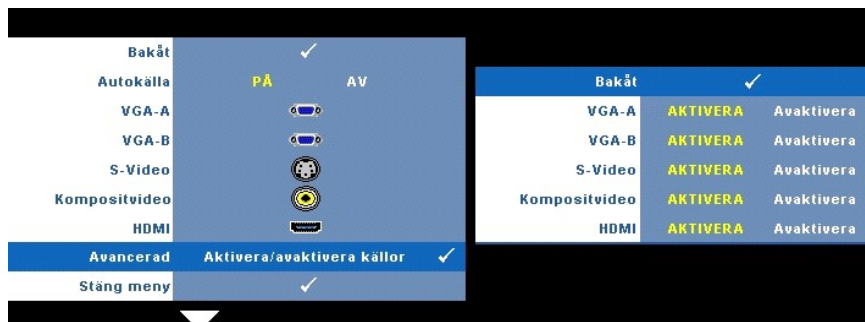 Bakåt
Autokälla PÅ AV
VGA-A
VGA-B
S-Video
Kompositvideo
HDMI
Avancerad Aktivera/avaktivera källor
Stäng meny
Bakåt
VGA-A AKTIVERA Avaktivera
VGA-B AKTIVERA Avaktivera
S-Video AKTIVERA Avaktivera
Kompositvideo AKTIVERA Avaktivera
HDMI AKTIVERA Avaktivera